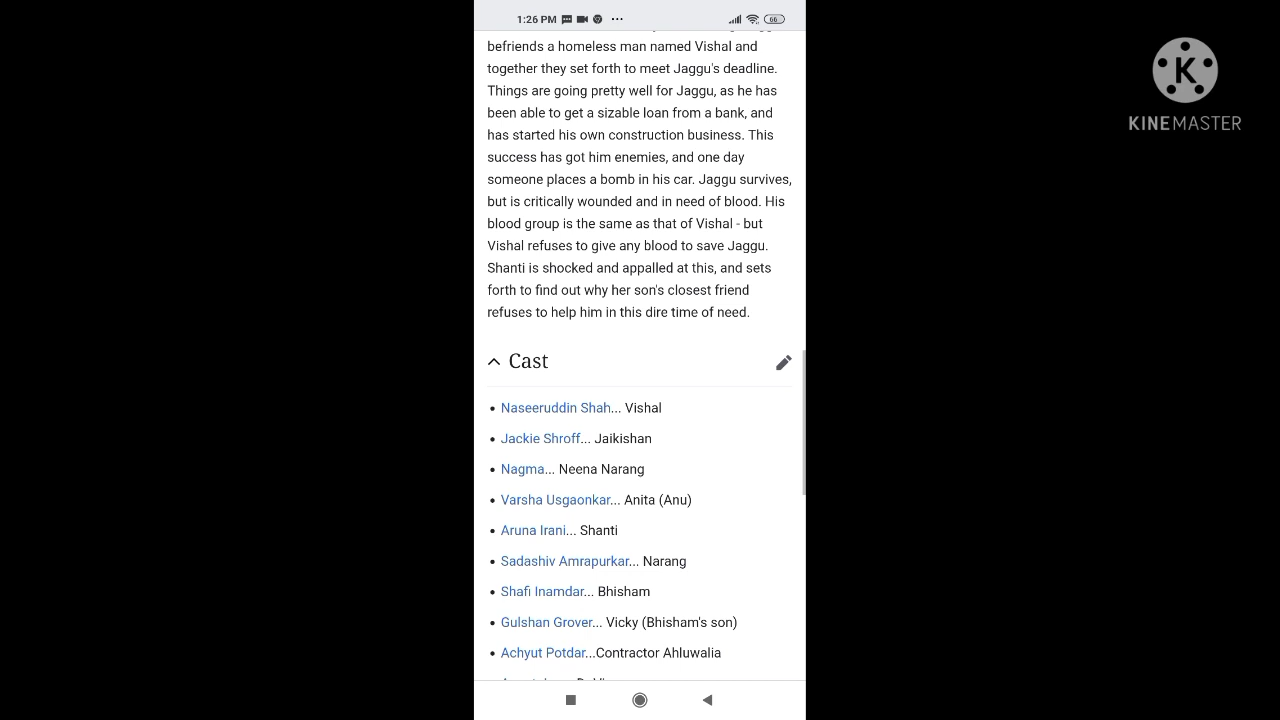 1:26 PM
66
befriends a homeless man named Vishal and
together they set forth to meet Jaggu's deadline.
Things are going pretty well for Jaggu, as he has
been able to get a sizable loan from a bank, and
has started his own construction business. This
success has got him enemies, and one day
someone places a bomb in his car. Jaggu survives,
but is critically wounded and in need of blood. His
blood group is the same as that of Vishal - but
Vishal refuses to give any blood to save Jaggu.
Shanti is shocked and appalled at this, and sets
forth to find out why her son's closest friend
refuses to help him in this dire time of need.
Cast
• Naseeruddin Shah... Vishal
• Jackie Shroff... Jaikishan
• Nagma... Neena Narang
• Varsha Usgaonkar... Anita (Anu)
• Aruna Irani... Shanti
• Sadashiv Amrapurkar... Narang
• Shafi Inamdar... Bhisham
• Gulshan Grover... Vicky (Bhisham's son)
• Achyut Potdar...Contractor Ahluwalia
K
KINEMASTER